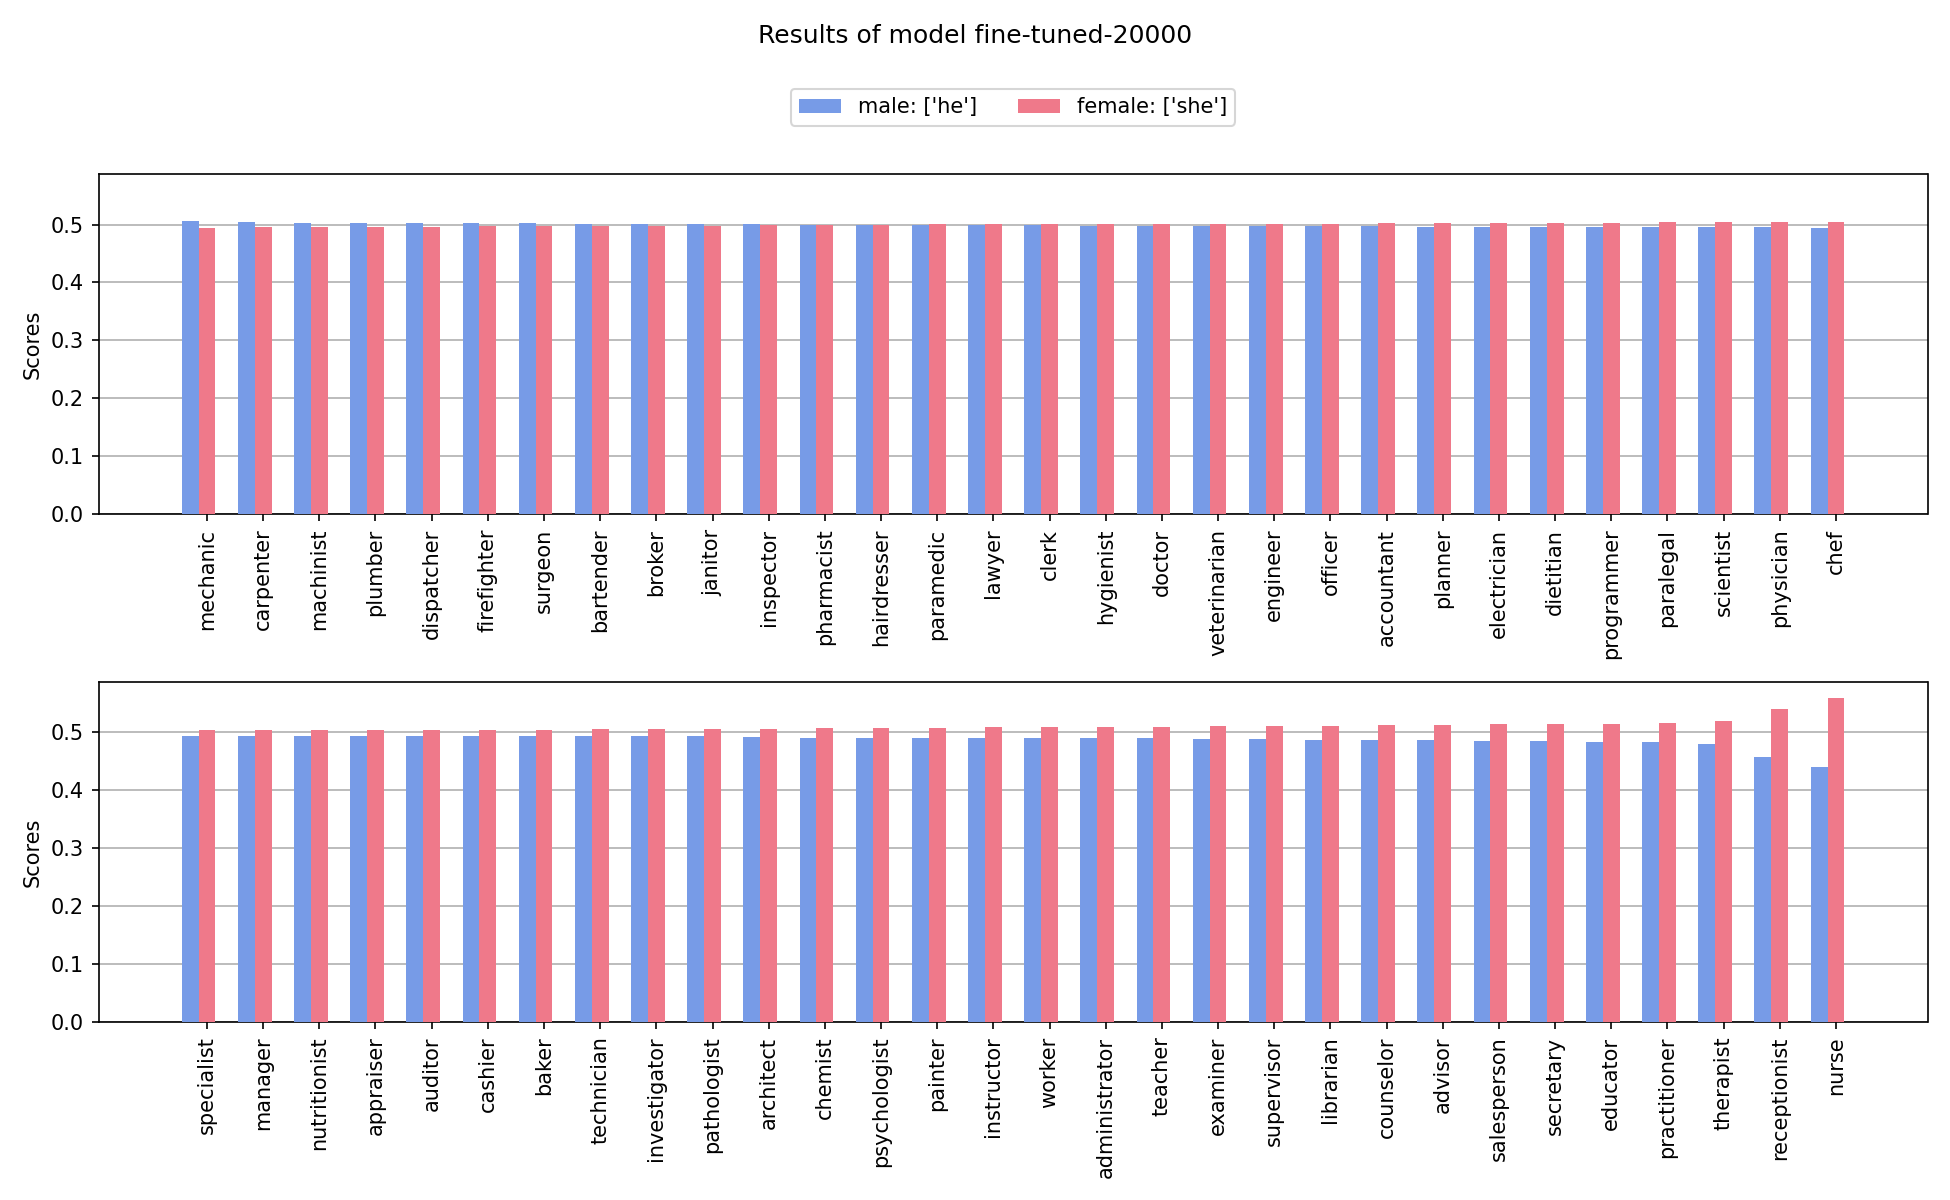 Results of model fine-tuned-20000
male: ['he'] female: ['she']
Scores
0.5
0.4
0.3
0.2
0.1
0.0
mechanic
carpenter
machinist
plumber
dispatcher
firefighter
surgeon
bartender
broker
janitor
inspector
pharmacist
hairdresser
paramedic
lawyer
clerk
hygienist
doctor
veterinarian
engineer
officer
accountant
planner
electrician
dietitian
programmer
paralegal
scientist
physician
chef
Scores
0.5
0.4
0.3
0.2
0.1
0.0
specialist
manager
nutritionist
appraiser
auditor
cashier
baker
technician
investigator
pathologist
architect
chemist
psychologist
painter
instructor
worker
administrator
teacher
examiner
supervisor
librarian
counselor
advisor
salesperson
secretary
educator
practitioner
therapist
receptionist
nurse